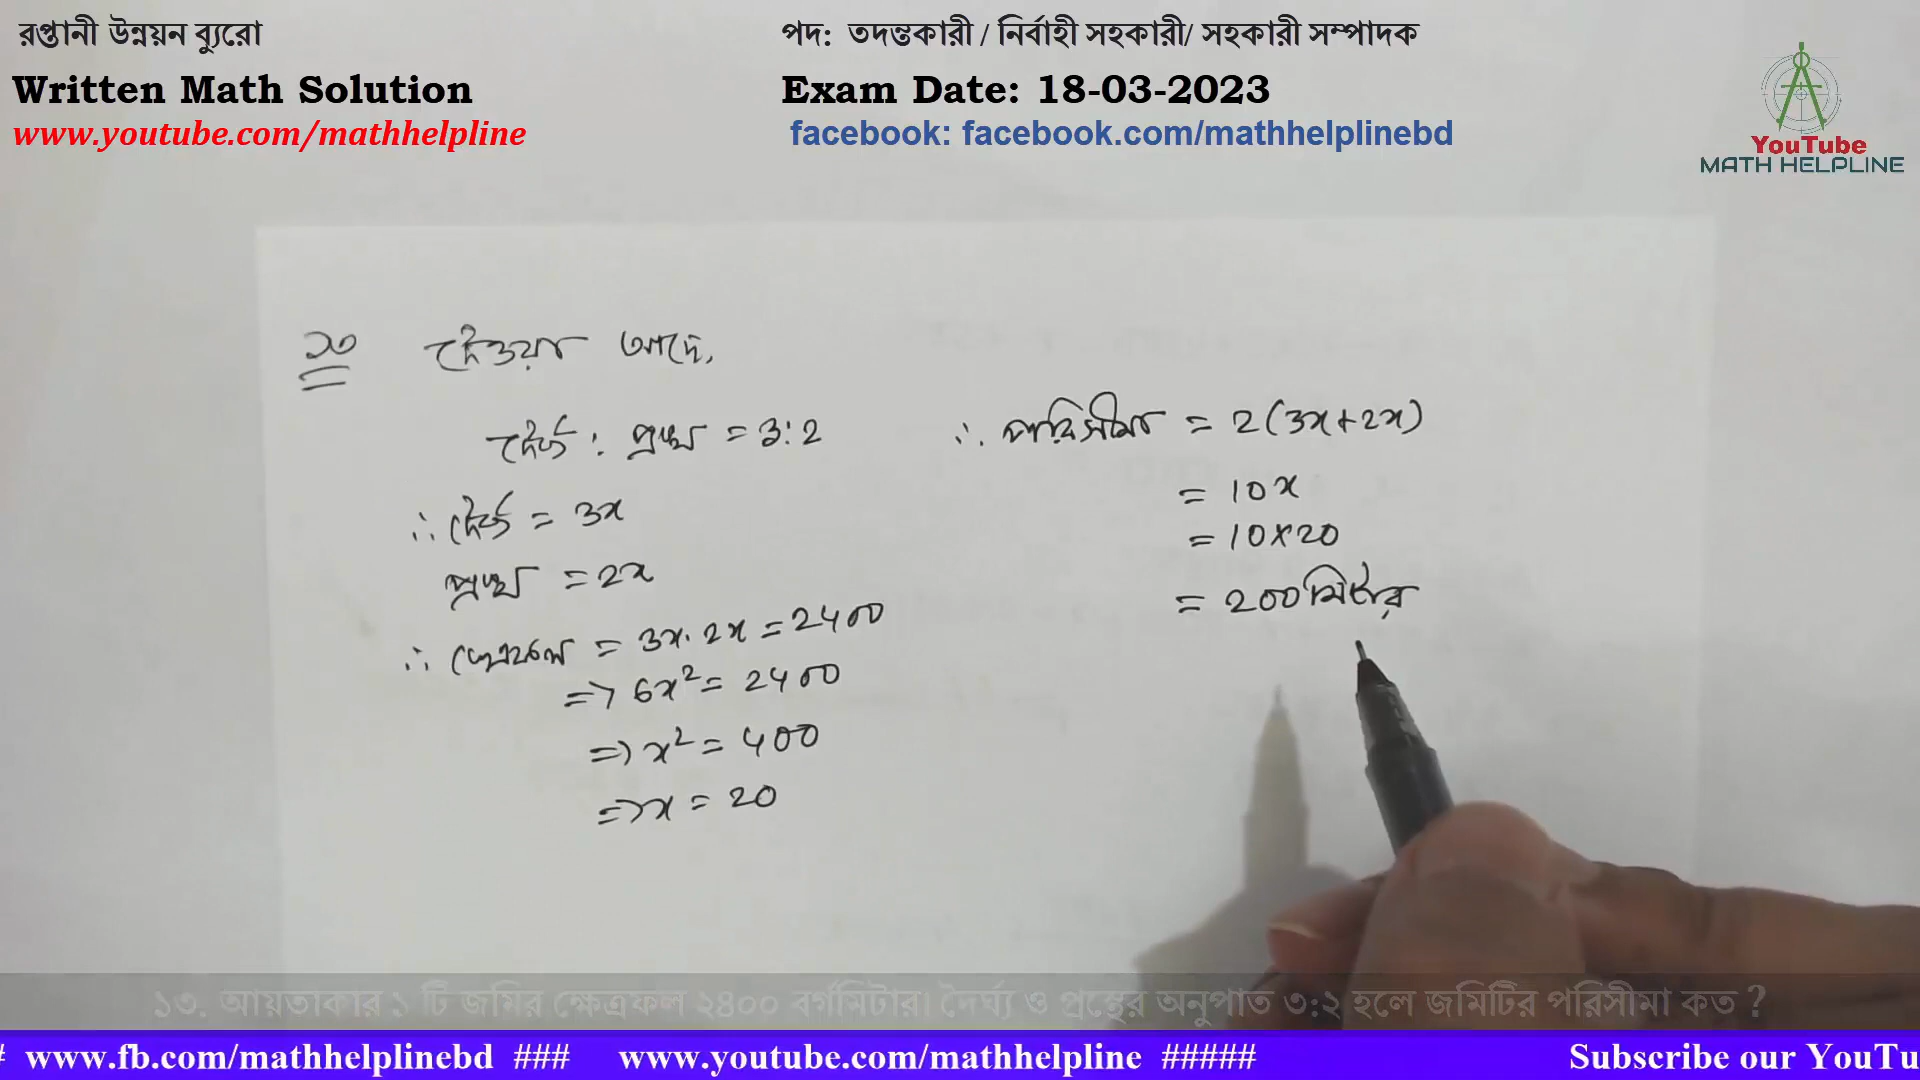 রপ্তানী উন্নয়ন ব্যুরো
পদ: তদন্তকারী / নির্বাহী সহকারী/ সহকারী সম্পাদক
Written Math Solution
Exam Date: 18-03-2023
www.youtube.com/mathhelpline
facebook: facebook.com/mathhelplinebd
YouTube
MATH HELPLINE
১৩ দেওয়া আছে,
দৈর্ঘ্য : প্রস্থ = 3:2
∴ দৈর্ঘ্য = 3x
প্রস্থ = 2x
∴ ক্ষেত্রফল = 3x. 2x = 2400
=> 6x² = 2400
=> x² = 400
=> x = 20
∴ পরিসীমা = 2(3x+2x)
= 10x
= 10×20
= 200 মিটার
১৩. আয়তাকার ১ টি জমির ক্ষেত্রফল ২৪০০ বর্গমিটার। দৈর্ঘ্য ও প্রস্থের অনুপাত ৩:২ হলে জমিটির পরিসীমা কত ?
# www.fb.com/mathhelplinebd ### www.youtube.com/mathhelpline ##### Subscribe our YouTu